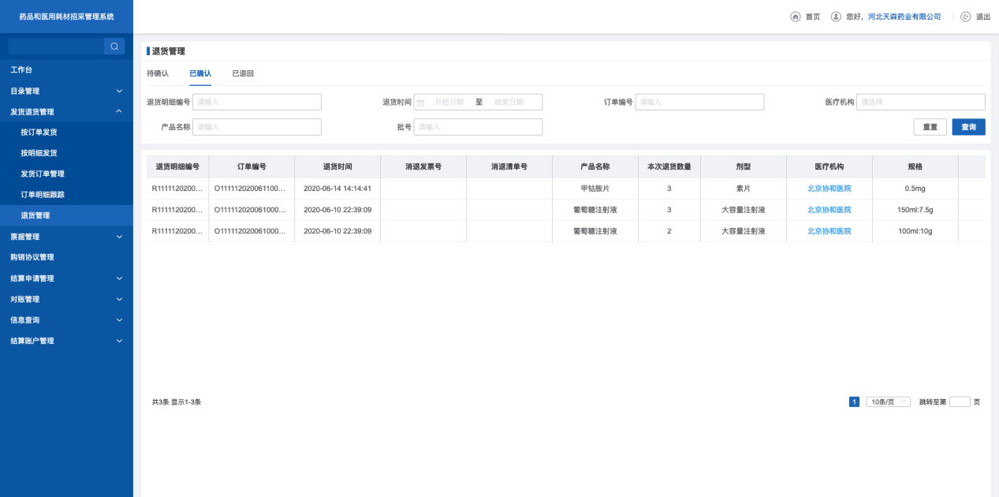 药品和医用耗材招采管理系统
首页 您好，河北天森药业有限公司 退出
工作台
目录管理
发货退货管理
按订单发货
按明细发货
发货订单管理
订单明细跟踪
退货管理
票据管理
购销协议管理
结算申请管理
对账管理
信息查询
结算账户管理
退货管理
待确认 已确认 已退回
退货明细编号 请输入 退货时间 开始日期 至 结束日期 订单编号 请输入 医疗机构 请选择
产品名称 请输入 批号 请输入 重置 查询
退货明细编号 订单编号 退货时间 消退发票号 消退清单号 产品名称 本次退货数量 剂型 医疗机构 规格
R1111120200... O111112020061100... 2020-06-14 14:14:41 甲钴胺片 3 素片 北京协和医院 0.5mg
R1111120200... O111112020061000... 2020-06-10 22:39:09 葡萄糖注射液 3 大容量注射液 北京协和医院 150ml:7.5g
R1111120200... O111112020061000... 2020-06-10 22:39:09 葡萄糖注射液 2 大容量注射液 北京协和医院 100ml:10g
共3条 显示1-3条 1 10条/页 跳转至第 页